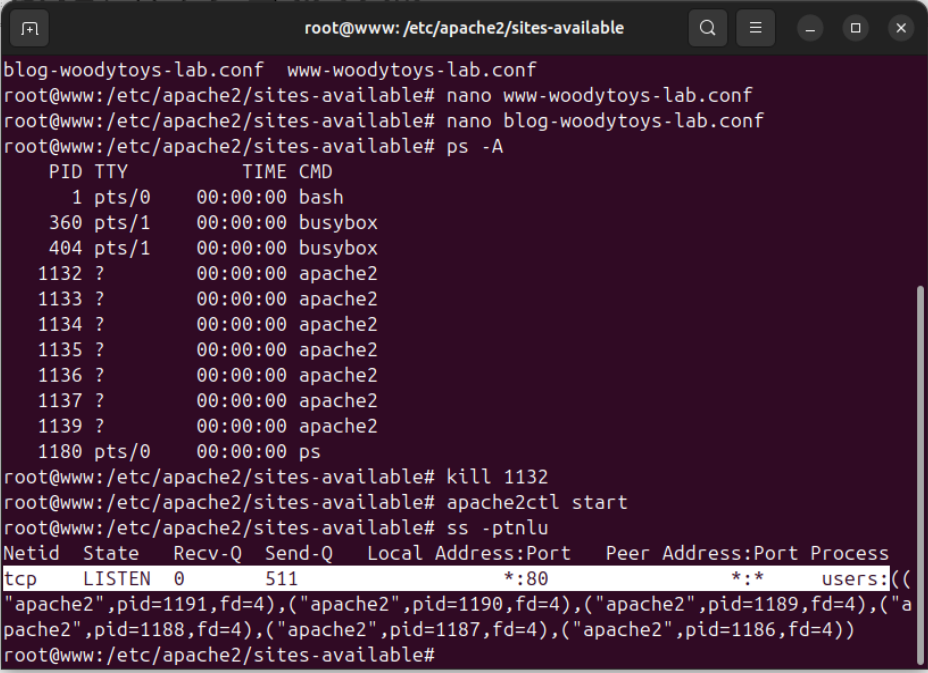 root@www: /etc/apache2/sites-available
blog-woodytoys-lab.conf  www-woodytoys-lab.conf
root@www:/etc/apache2/sites-available# nano www-woodytoys-lab.conf
root@www:/etc/apache2/sites-available# nano blog-woodytoys-lab.conf
root@www:/etc/apache2/sites-available# ps -A
    PID TTY          TIME CMD
      1 pts/0    00:00:00 bash
    360 pts/1    00:00:00 busybox
    404 pts/1    00:00:00 busybox
   1132 ?        00:00:00 apache2
   1133 ?        00:00:00 apache2
   1134 ?        00:00:00 apache2
   1135 ?        00:00:00 apache2
   1136 ?        00:00:00 apache2
   1137 ?        00:00:00 apache2
   1139 ?        00:00:00 apache2
   1180 pts/0    00:00:00 ps
root@www:/etc/apache2/sites-available# kill 1132
root@www:/etc/apache2/sites-available# apache2ctl start
root@www:/etc/apache2/sites-available# ss -ptnlu
Netid  State   Recv-Q  Send-Q   Local Address:Port   Peer Address:Port Process
tcp    LISTEN  0       511                  *:80                *:*     users:((
"apache2",pid=1191,fd=4),("apache2",pid=1190,fd=4),("apache2",pid=1189,fd=4),("a
pache2",pid=1188,fd=4),("apache2",pid=1187,fd=4),("apache2",pid=1186,fd=4))
root@www:/etc/apache2/sites-available#